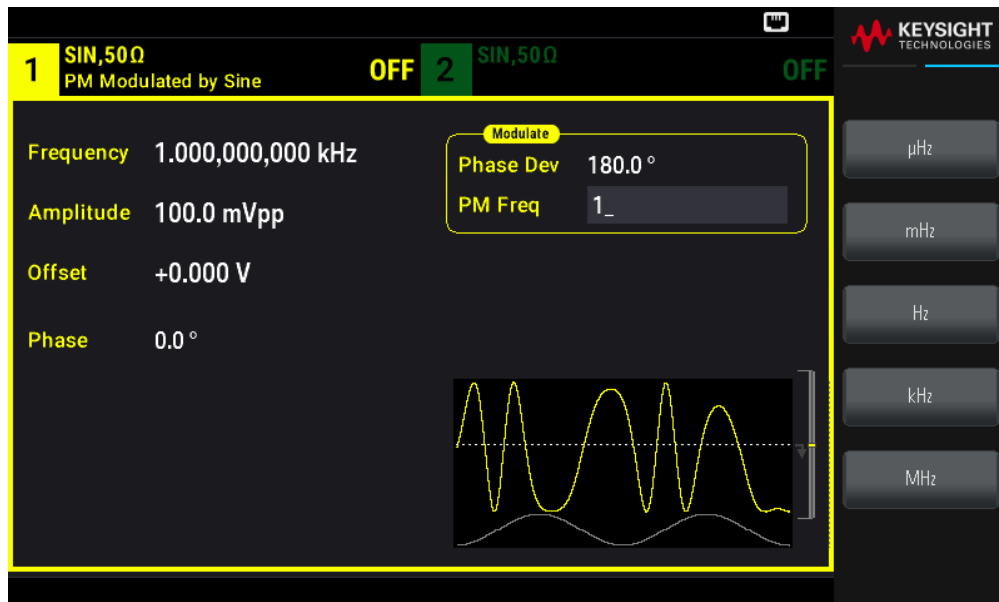 KEYSIGHT
TECHNOLOGIES
1 SIN,50Ω
PM Modulated by Sine
OFF
2 SIN,50Ω
OFF
Frequency 1.000,000,000 kHz
Amplitude 100.0 mVpp
Offset +0.000 V
Phase 0.0 °
Modulate
Phase Dev 180.0 °
PM Freq 1_
µHz
mHz
Hz
kHz
MHz